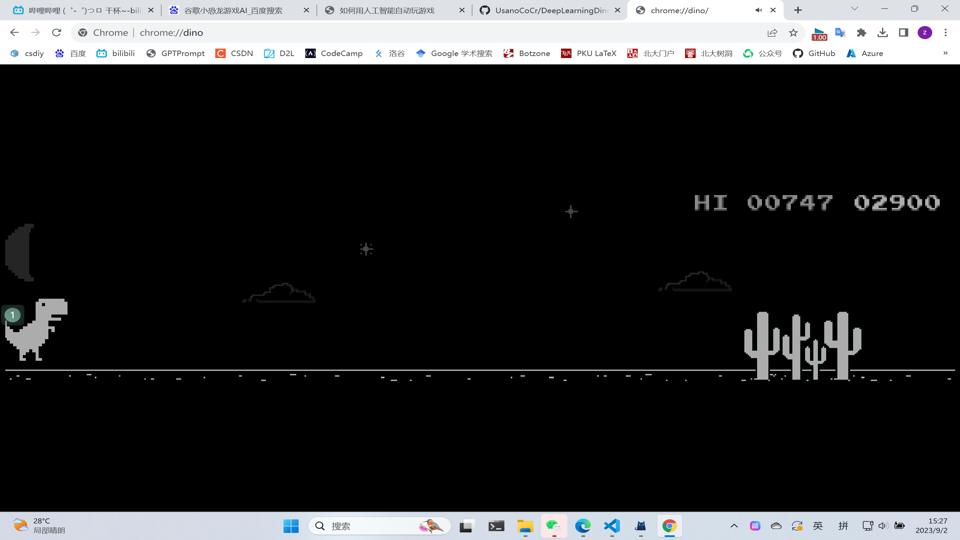 哔哩哔哩 (゜-゜)つロ 干杯~-bili
谷歌小恐龙游戏AI_百度搜索
如何用人工智能自动玩游戏
UsanoCoCr/DeepLearningDin
chrome://dino/
Chrome | chrome://dino
1.00
z
csdiy
百度
bilibili
GPTPrompt
CSDN
D2L
CodeCamp
洛谷
Google 学术搜索
Botzone
PKU LaTeX
北大门户
北大树洞
公众号
GitHub
Azure
»
HI 00747 02900
1
28°C
局部晴朗
搜索
英
拼
15:27
2023/9/2